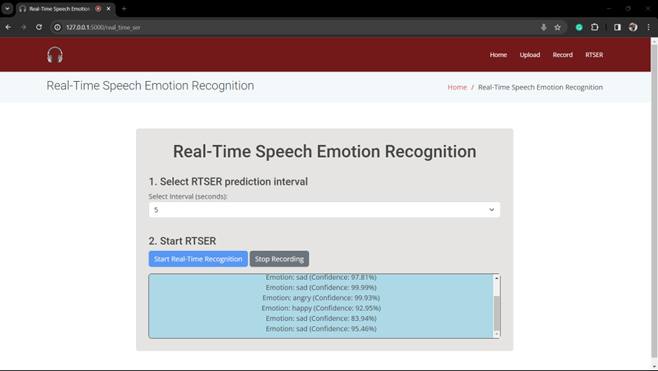 Real-Time Speech Emotion Recog
127.0.0.1:5000/real_time_ser
Home Upload Record RTSER
Real-Time Speech Emotion Recognition
Home / Real-Time Speech Emotion Recognition
Real-Time Speech Emotion Recognition
1. Select RTSER prediction interval
Select Interval (seconds):
5
2. Start RTSER
Start Real-Time Recognition Stop Recording
Emotion: sad (Confidence: 97.81%)
Emotion: sad (Confidence: 99.99%)
Emotion: angry (Confidence: 99.93%)
Emotion: happy (Confidence: 92.95%)
Emotion: sad (Confidence: 83.94%)
Emotion: sad (Confidence: 95.46%)